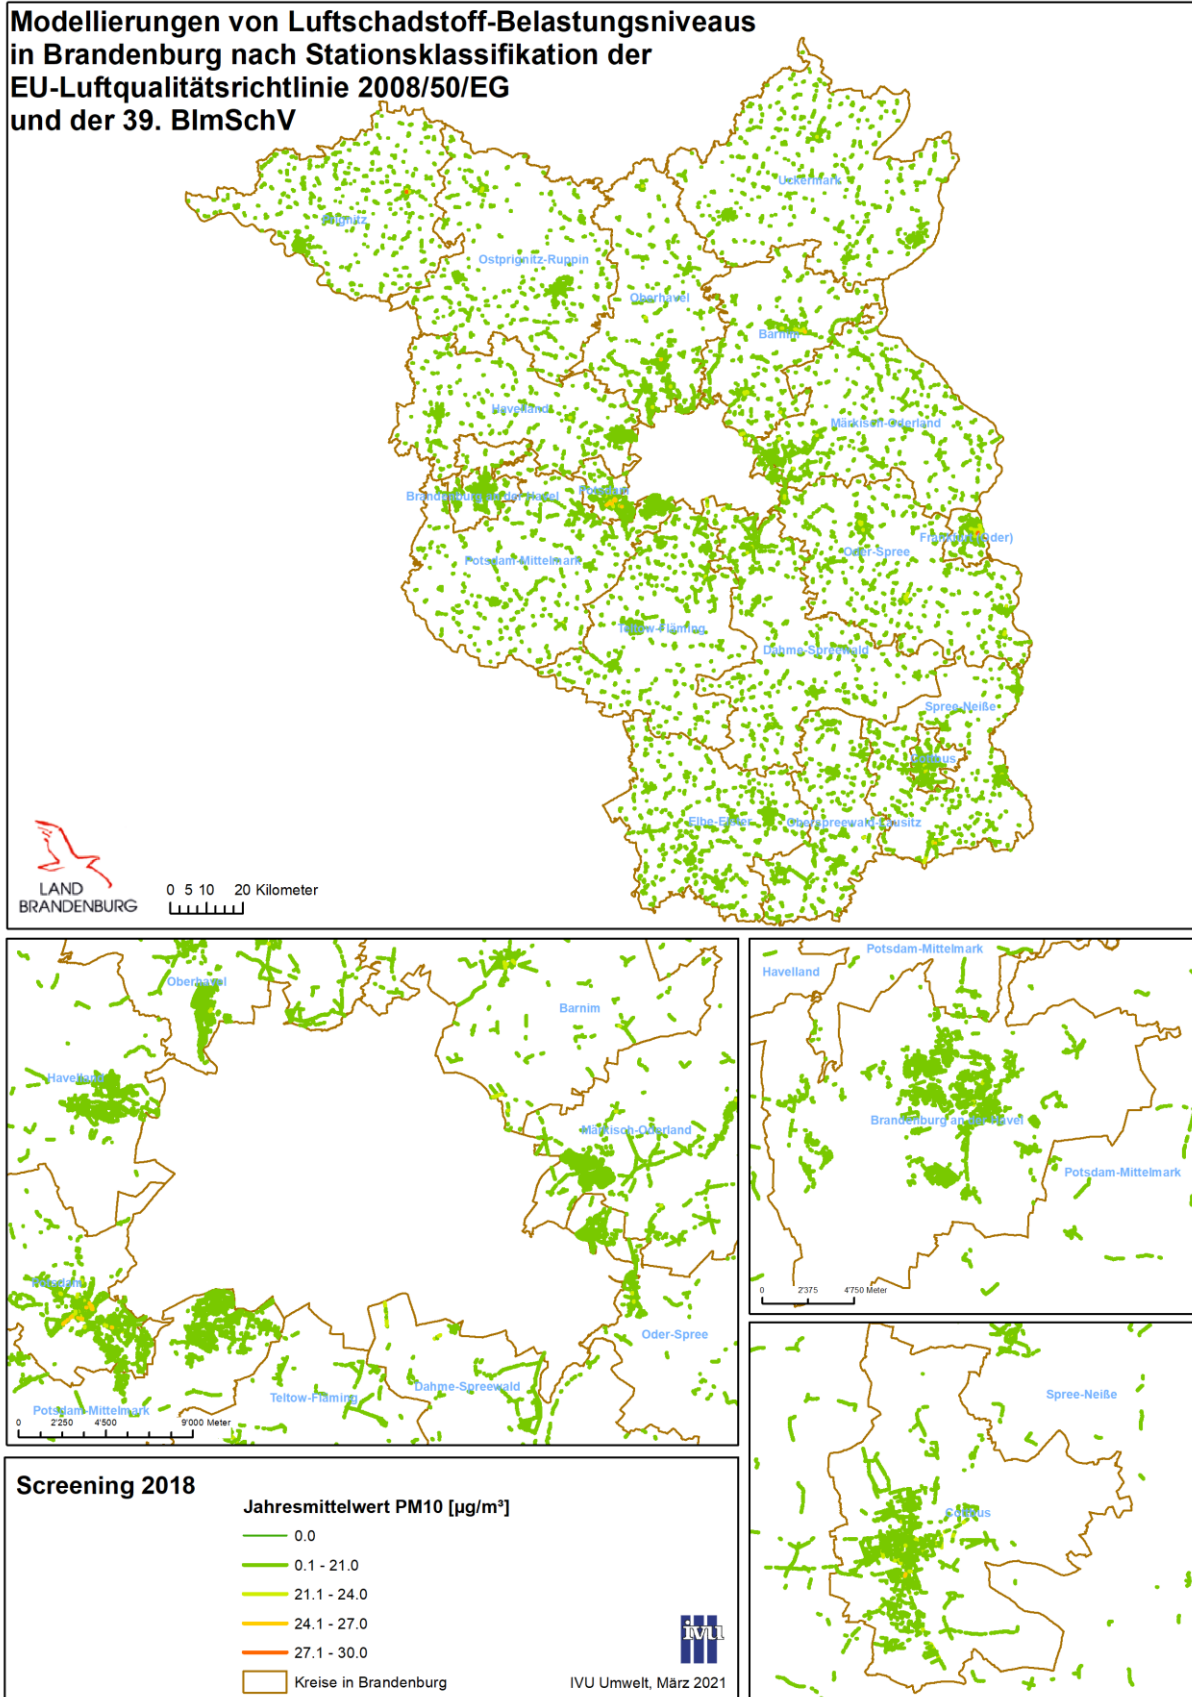 Modellierungen von Luftschadstoff-Belastungsniveaus
in Brandenburg nach Stationsklassifikation der
EU-Luftqualitätsrichtlinie 2008/50/EG
und der 39. BImSchV
Uckermark
Prignitz
Ostprignitz-Ruppin
Oberhavel
Barnim
Havelland
Märkisch-Oderland
Brandenburg an der Havel
Potsdam
Frankfurt (Oder)
Oder-Spree
Potsdam-Mittelmark
Teltow-Fläming
Dahme-Spreewald
Spree-Neiße
Cottbus
Elbe-Elster
Oberspreewald-Lausitz
LAND
BRANDENBURG
0 5 10 20 Kilometer
Oberhavel
Barnim
Havelland
Märkisch-Oderland
Potsdam
Oder-Spree
Dahme-Spreewald
Teltow-Fläming
Potsdam-Mittelmark
0 2'250 4'500 9'000 Meter
Potsdam-Mittelmark
Havelland
Brandenburg an der Havel
Potsdam-Mittelmark
0 2'375 4'750 Meter
Spree-Neiße
Cottbus
Screening 2018
Jahresmittelwert PM10 [µg/m³]
0.0
0.1 - 21.0
21.1 - 24.0
24.1 - 27.0
27.1 - 30.0
Kreise in Brandenburg
ivu
IVU Umwelt, März 2021